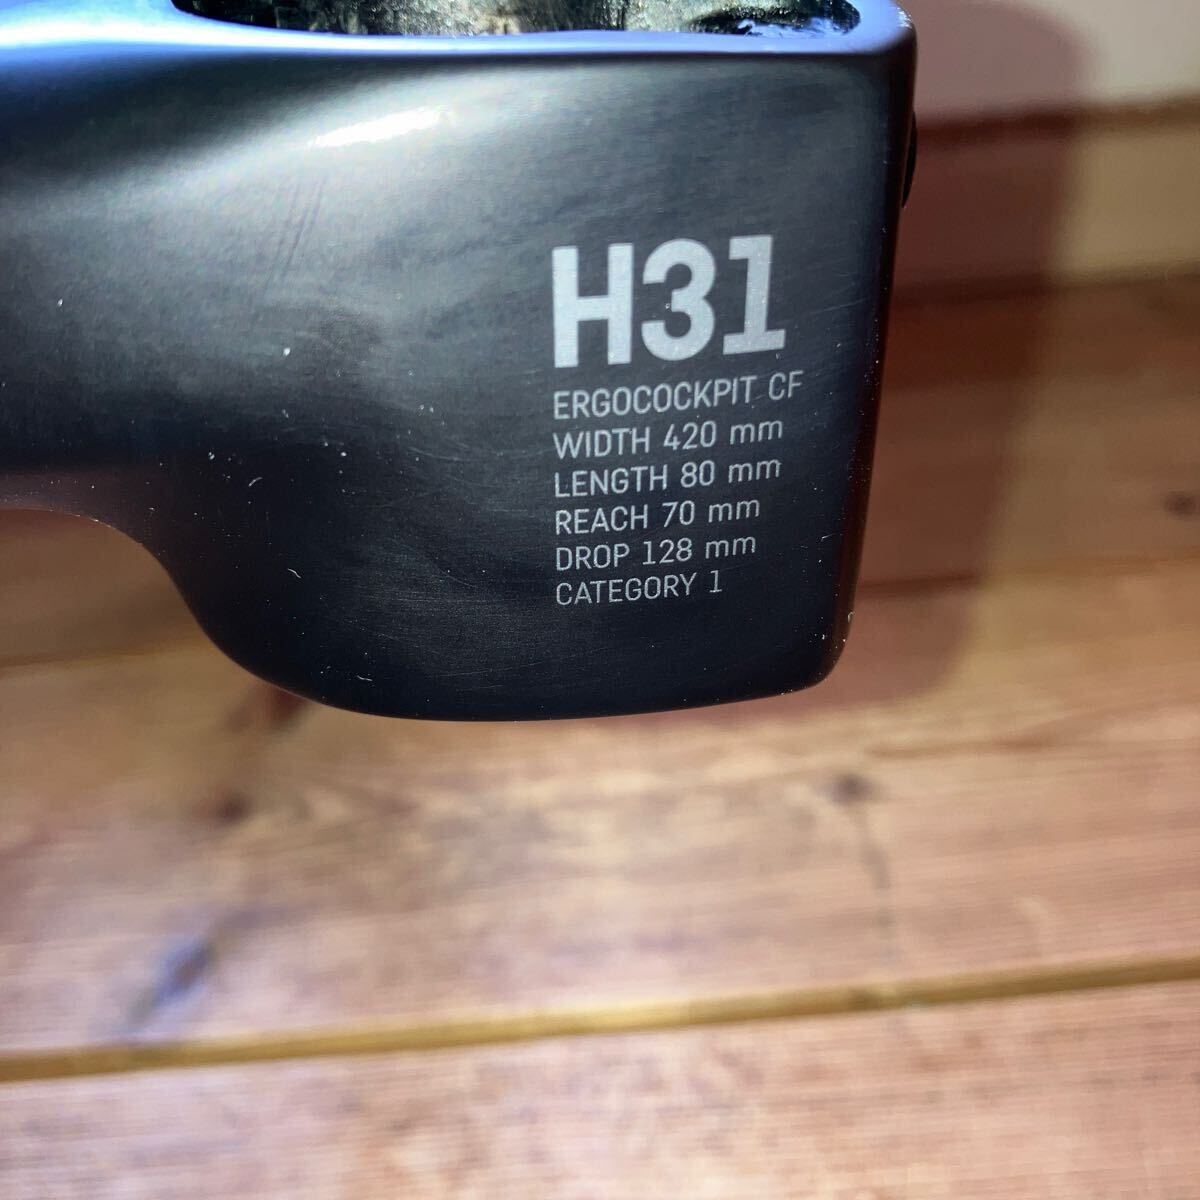 H31
ERGOCOCKPIT CF
WIDTH 420 mm
LENGTH 80 mm
REACH 70 mm
DROP 128 mm
CATEGORY 1